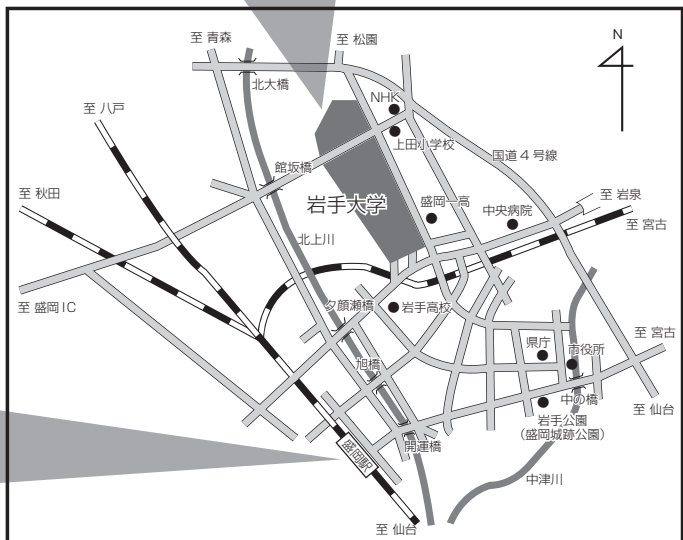 至 青森
至 松園
N
北大橋
NHK
至 八戸
上田小学校
国道４号線
館坂橋
至 秋田
岩手大学
盛岡一高
中央病院
至 岩泉
至 宮古
北上川
至 盛岡IC
夕顔瀬橋
岩手高校
県庁
市役所
至 宮古
旭橋
中の橋
至 仙台
岩手公園
（盛岡城跡公園）
開運橋
盛岡駅
中津川
至 仙台